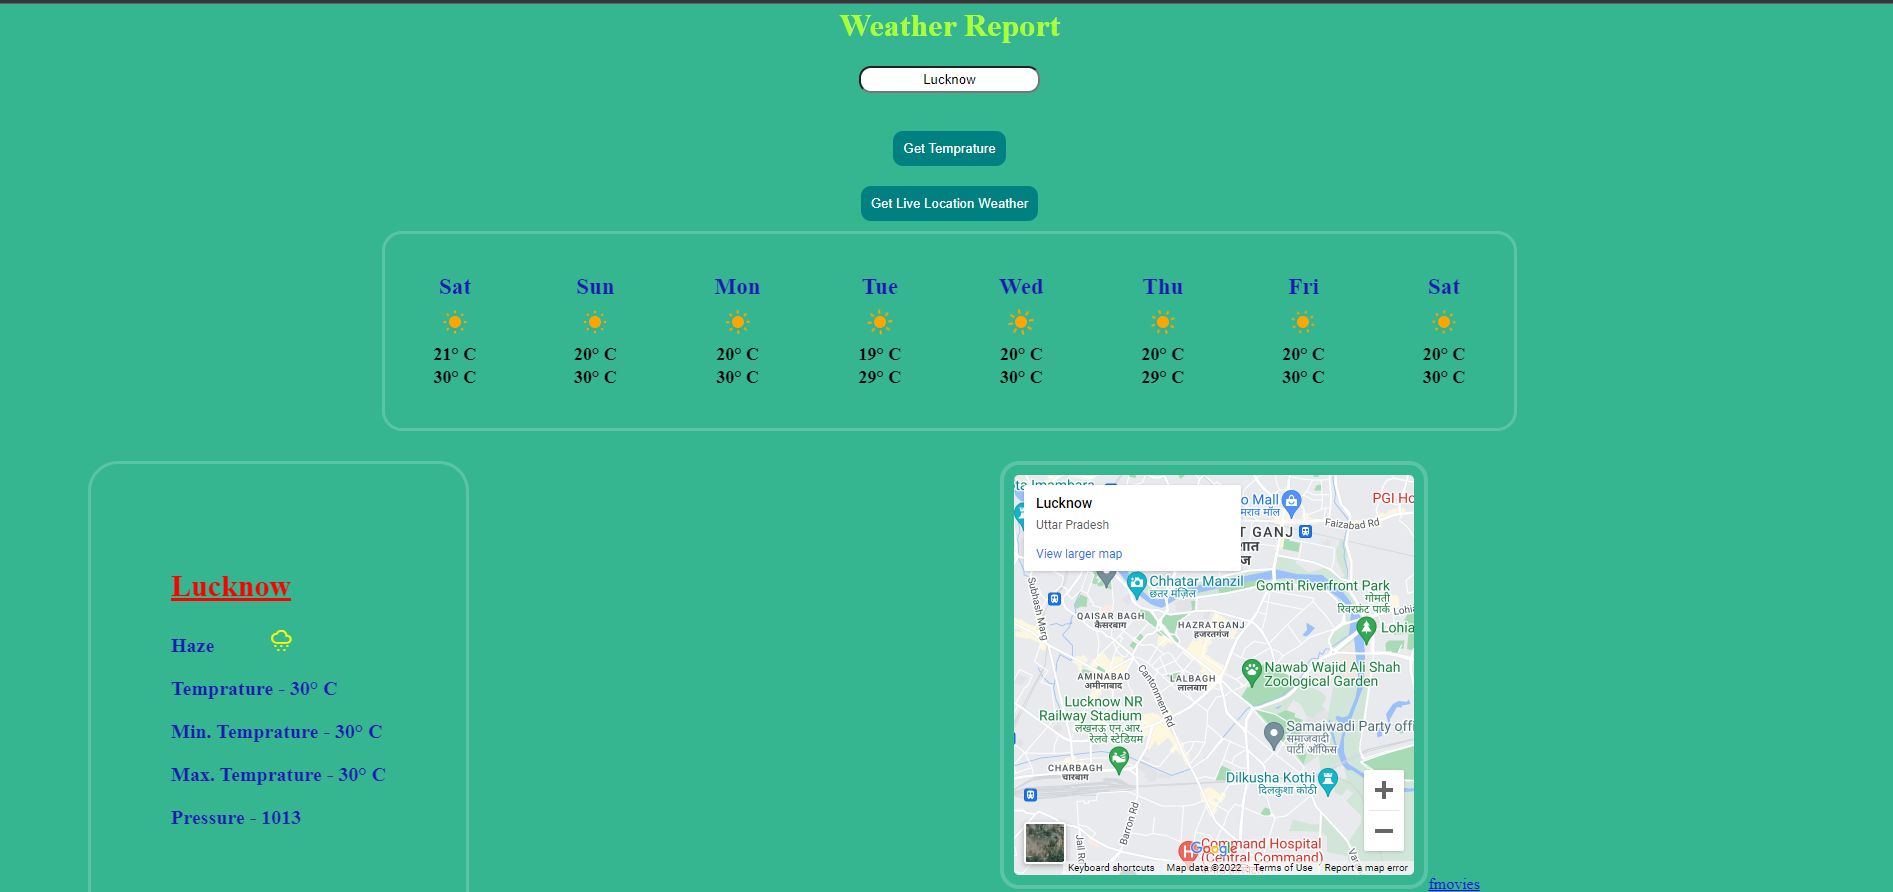 Weather Report
Lucknow
Get Temprature
Get Live Location Weather
Sat Sun Mon Tue Wed Thu Fri Sat
21° C 20° C 20° C 19° C 20° C 20° C 20° C 20° C
30° C 30° C 30° C 29° C 30° C 29° C 30° C 30° C
Lucknow
Haze
Temprature - 30° C
Min. Temprature - 30° C
Max. Temprature - 30° C
Pressure - 1013
Lucknow
Uttar Pradesh
View larger map
Mall
मॉल
PGI
Faizabad Rd
GANJ
Chhatar Manzil
छतर मंज़िल
Gomti Riverfront Park
गोमती
रिवरफ्रंट पार्क
Subhash Marg
QAISAR BAGH
कैसरबाग
HAZRATGANJ
हजरतगंज
Nawab Wajid Ali Shah
Zoological Garden
AMINABAD
अमीनाबाद
LALBAGH
लालबाग
Cantonment Rd
Lucknow NR
Railway Stadium
लखनऊ एन.आर.
रेलवे स्टेडियम
Samajwadi Party
समाजवादी
पार्टी ऑफिस
CHARBAGH
चारबाग
Dilkusha Kothi
दिलकुशा कोठी
Barron Rd
Jail
Command Hospital
(Central Command)
Google
Keyboard shortcuts Map data ©2022 Terms of Use Report a map error
fmovies